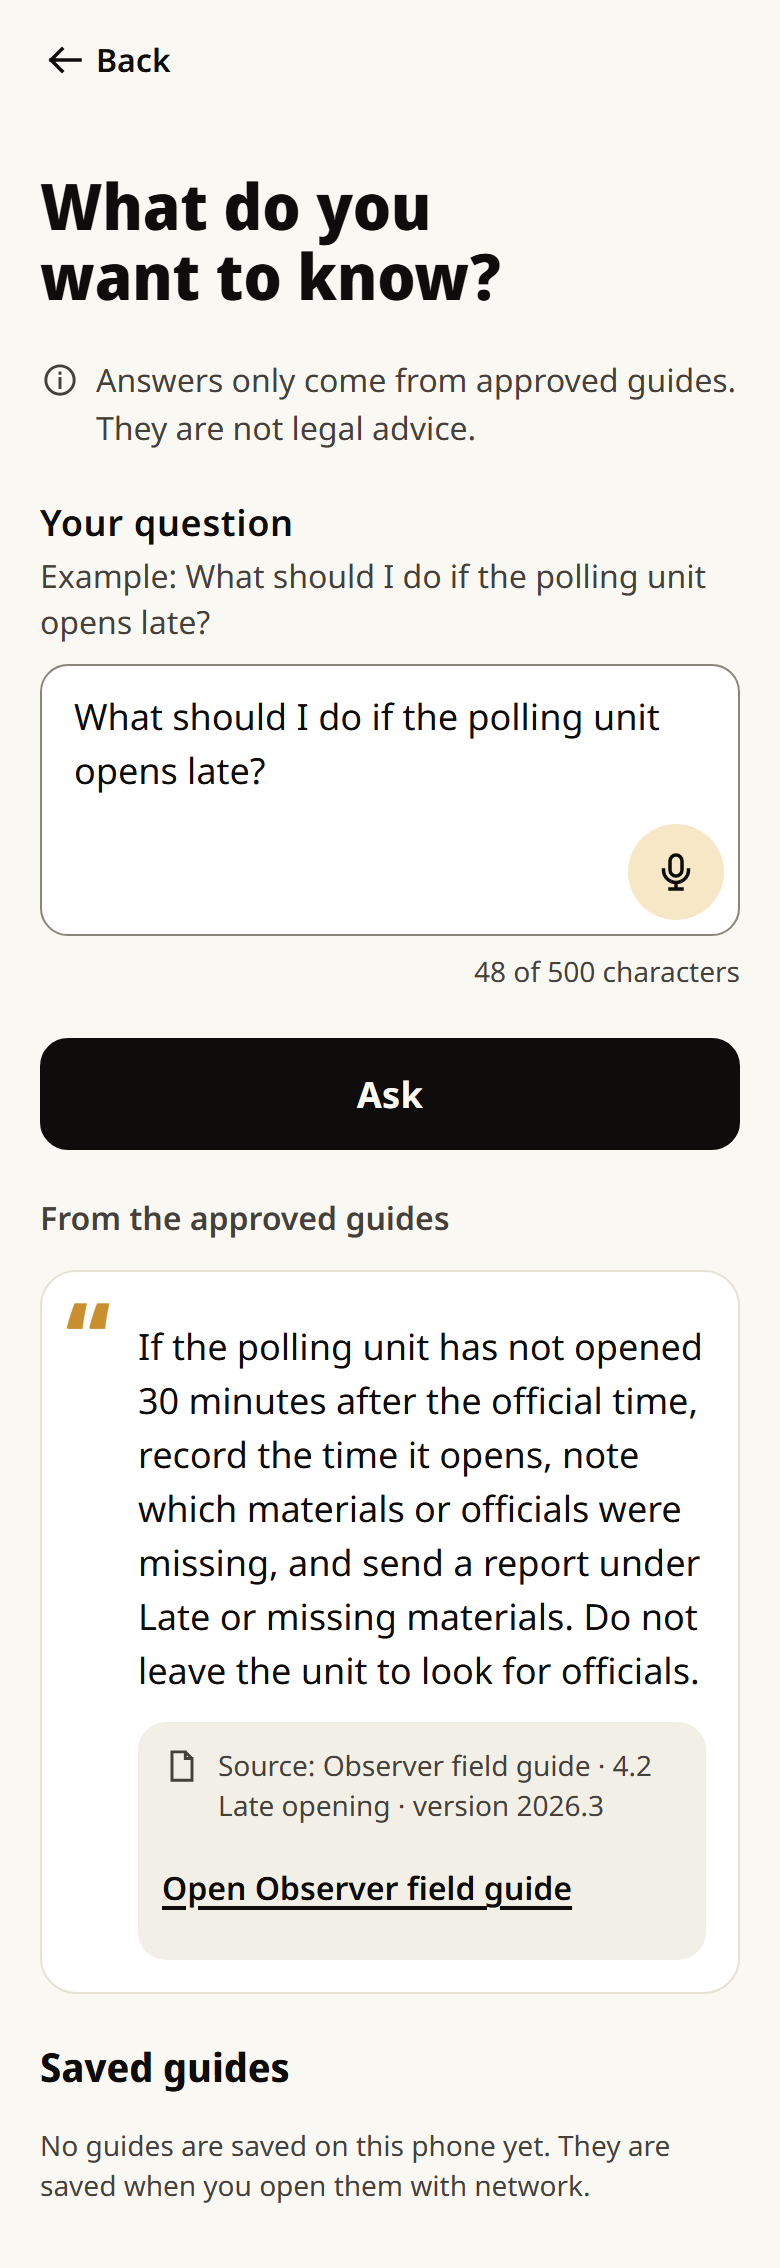 Back
What do you
want to know?
Answers only come from approved guides.
They are not legal advice.
Your question
Example: What should I do if the polling unit
opens late?
What should I do if the polling unit
opens late?
48 of 500 characters
Ask
From the approved guides
“
If the polling unit has not opened
30 minutes after the official time,
record the time it opens, note
which materials or officials were
missing, and send a report under
Late or missing materials. Do not
leave the unit to look for officials.
Source: Observer field guide · 4.2
Late opening · version 2026.3
Open Observer field guide
Saved guides
No guides are saved on this phone yet. They are
saved when you open them with network.